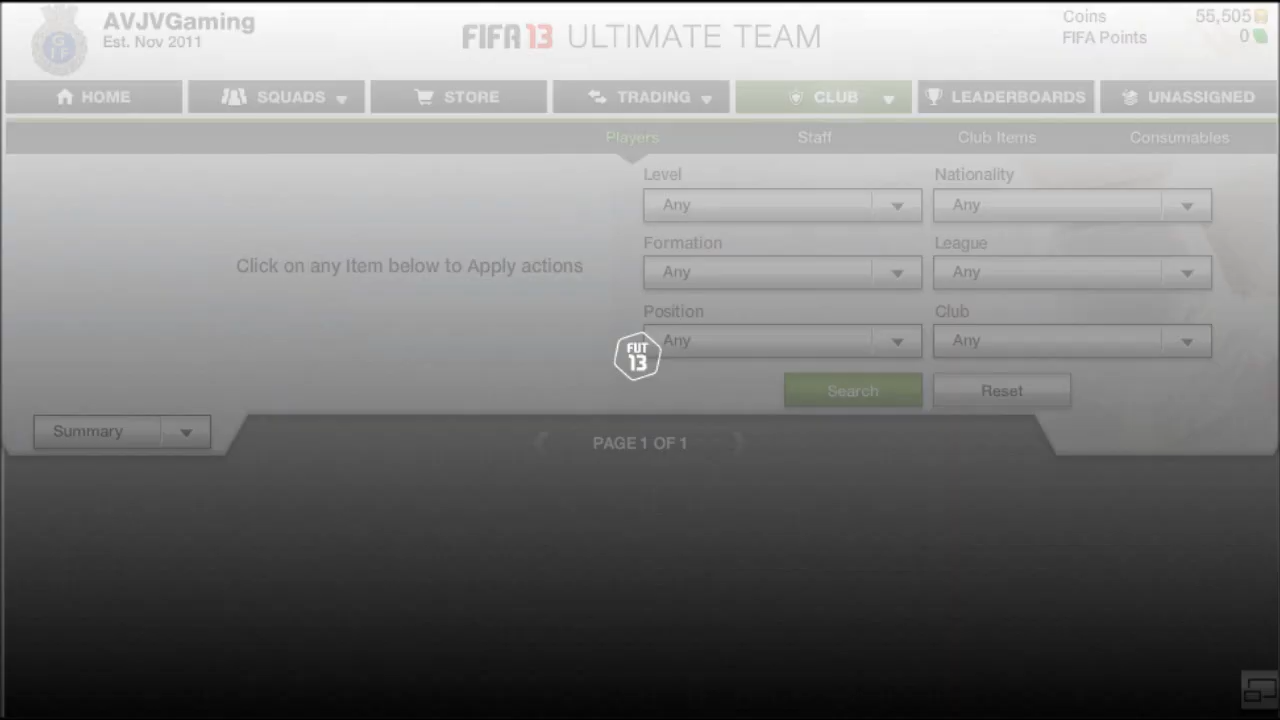 AVJVGaming
Est. Nov 2011
FIFA 13 ULTIMATE TEAM
Coins 55,505
FIFA Points 0
HOME SQUADS STORE TRADING CLUB LEADERBOARDS UNASSIGNED
Players Staff Club Items Consumables
Level Nationality
Any Any
Formation League
Click on any Item below to Apply actions
Any Any
Position Club
Any Any
FUT
13
Search Reset
Summary
PAGE 1 OF 1
GIF